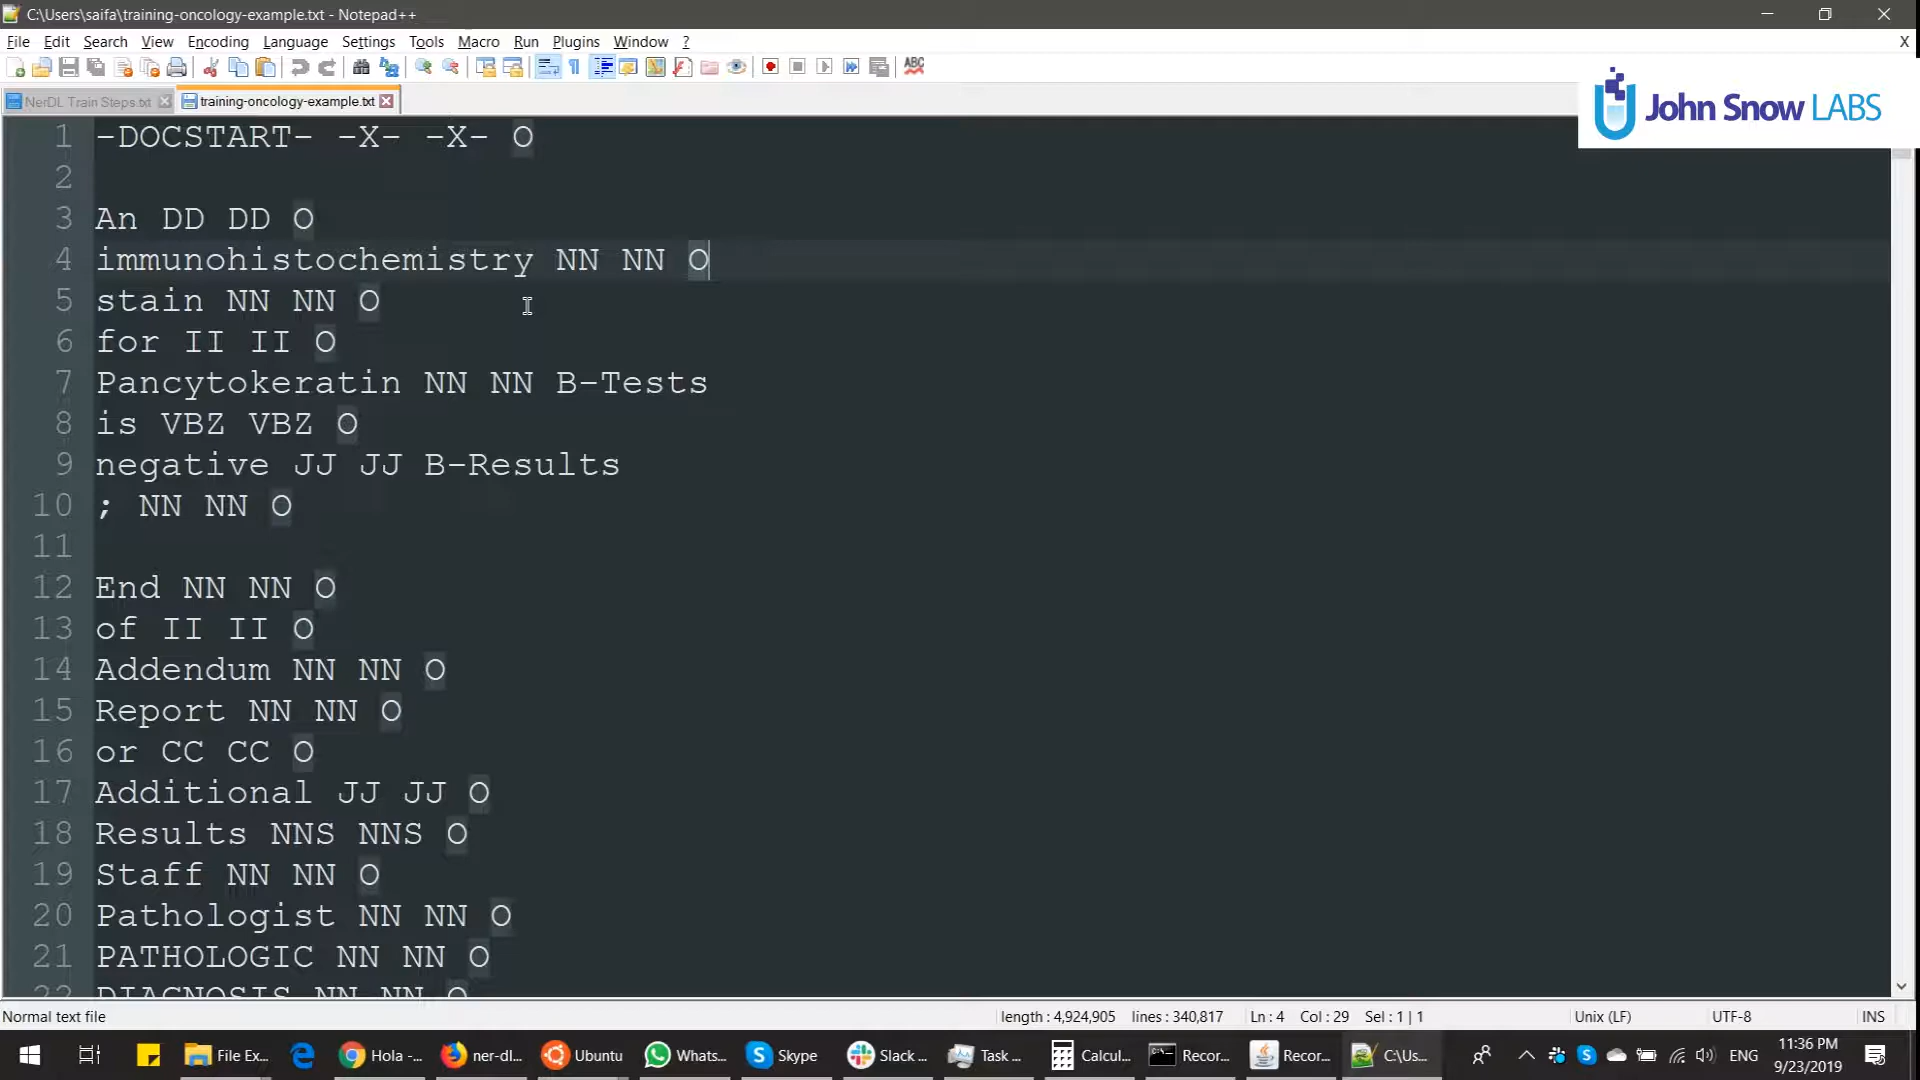 C:\Users\saifa\training-oncology-example.txt - Notepad++
File Edit Search View Encoding Language Settings Tools Macro Run Plugins Window ? X
ABC
NerDL Train Steps.txt training-oncology-example.txt
John Snow LABS
1 -DOCSTART- -X- -X- O
2
3 An DD DD O
4 immunohistochemistry NN NN O
5 stain NN NN O
6 for II II O
7 Pancytokeratin NN NN B-Tests
8 is VBZ VBZ O
9 negative JJ JJ B-Results
10 ; NN NN O
11
12 End NN NN O
13 of II II O
14 Addendum NN NN O
15 Report NN NN O
16 or CC CC O
17 Additional JJ JJ O
18 Results NNS NNS O
19 Staff NN NN O
20 Pathologist NN NN O
21 PATHOLOGIC NN NN O
22 DIAGNOSIS NN NN O
Normal text file length : 4,924,905 lines : 340,817 Ln : 4 Col : 29 Sel : 1 | 1 Unix (LF) UTF-8 INS
File Ex... Hola -... ner-dl... Ubuntu Whats... Skype Slack ... Task ... Calcul... Recor... Recor... C:\Us... ENG 11:36 PM
9/23/2019